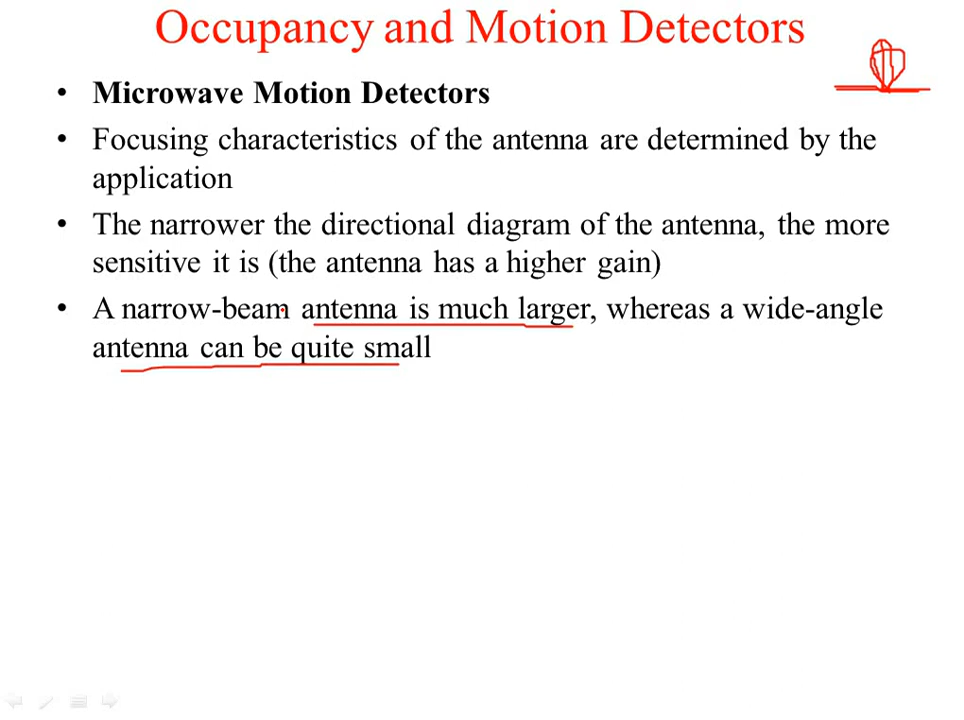 Occupancy and Motion Detectors
• Microwave Motion Detectors
• Focusing characteristics of the antenna are determined by the
application
• The narrower the directional diagram of the antenna, the more
sensitive it is (the antenna has a higher gain)
• A narrow-beam antenna is much larger, whereas a wide-angle
antenna can be quite small